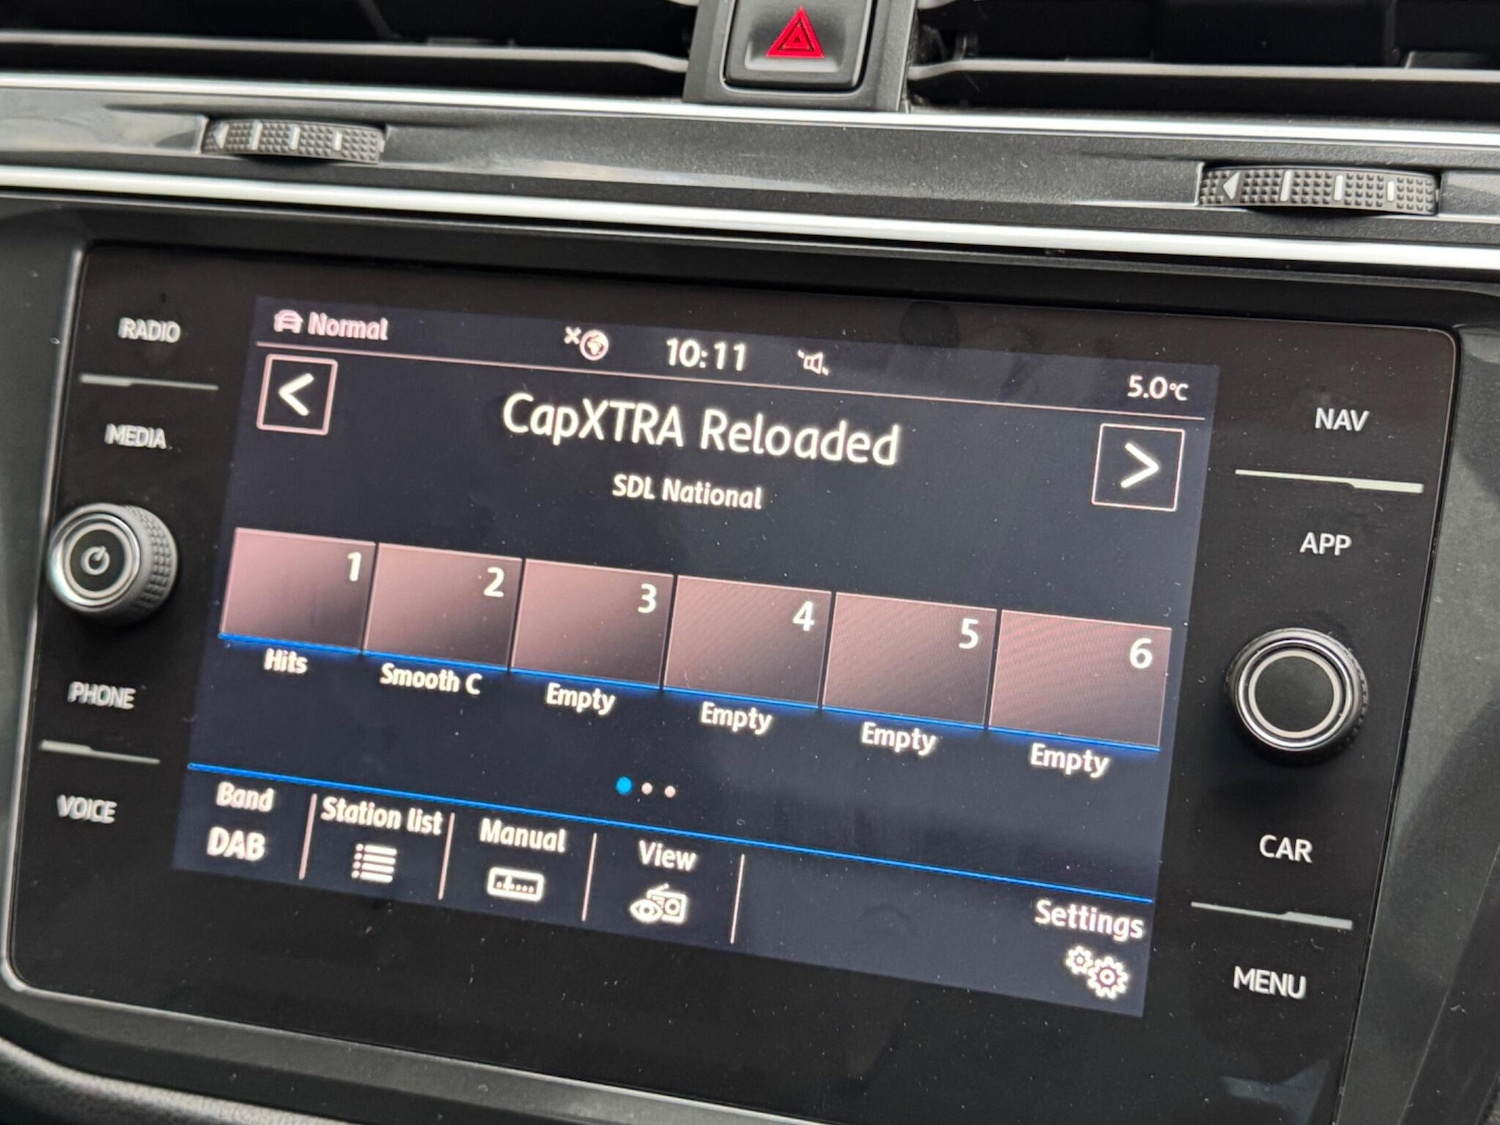 RADIO
MEDIA
PHONE
VOICE
Normal
10:11
5.0°C
CapXTRA Reloaded
SDL National
1
2
3
4
5
6
Hits
Smooth C
Empty
Empty
Empty
Empty
Band
DAB
Station list
Manual
View
Settings
NAV
APP
CAR
MENU